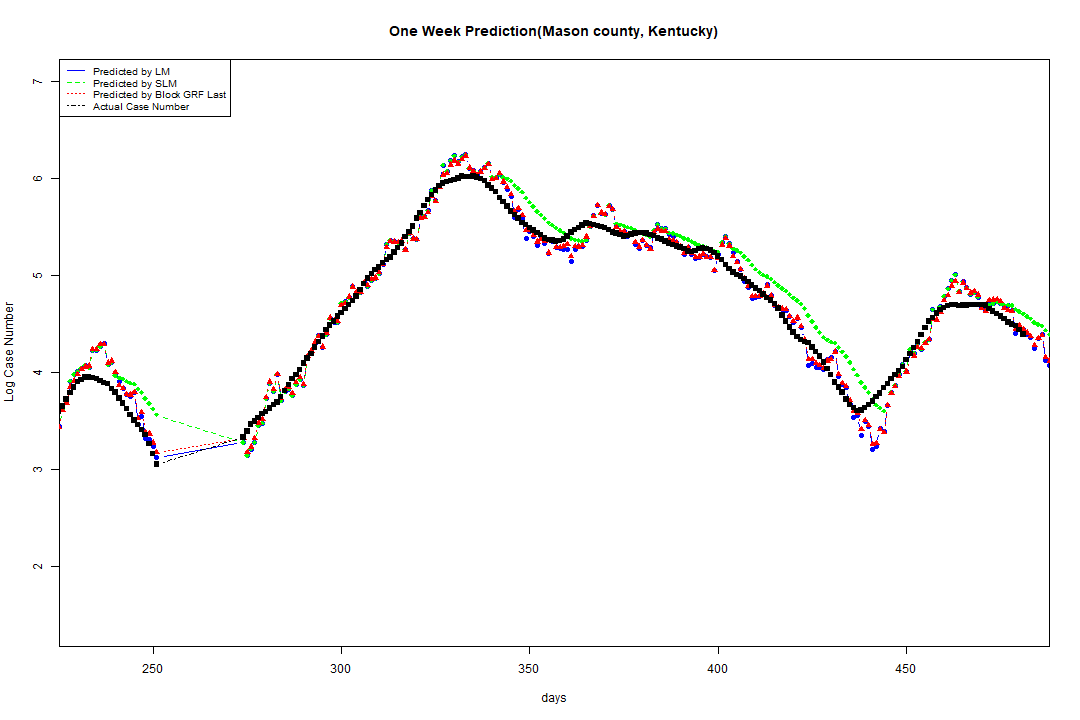 One Week Prediction(Mason county, Kentucky)
Predicted by LM
Predicted by SLM
Predicted by Block GRF Last
Actual Case Number
7
6
5
4
3
2
Log Case Number
250 300 350 400 450
days